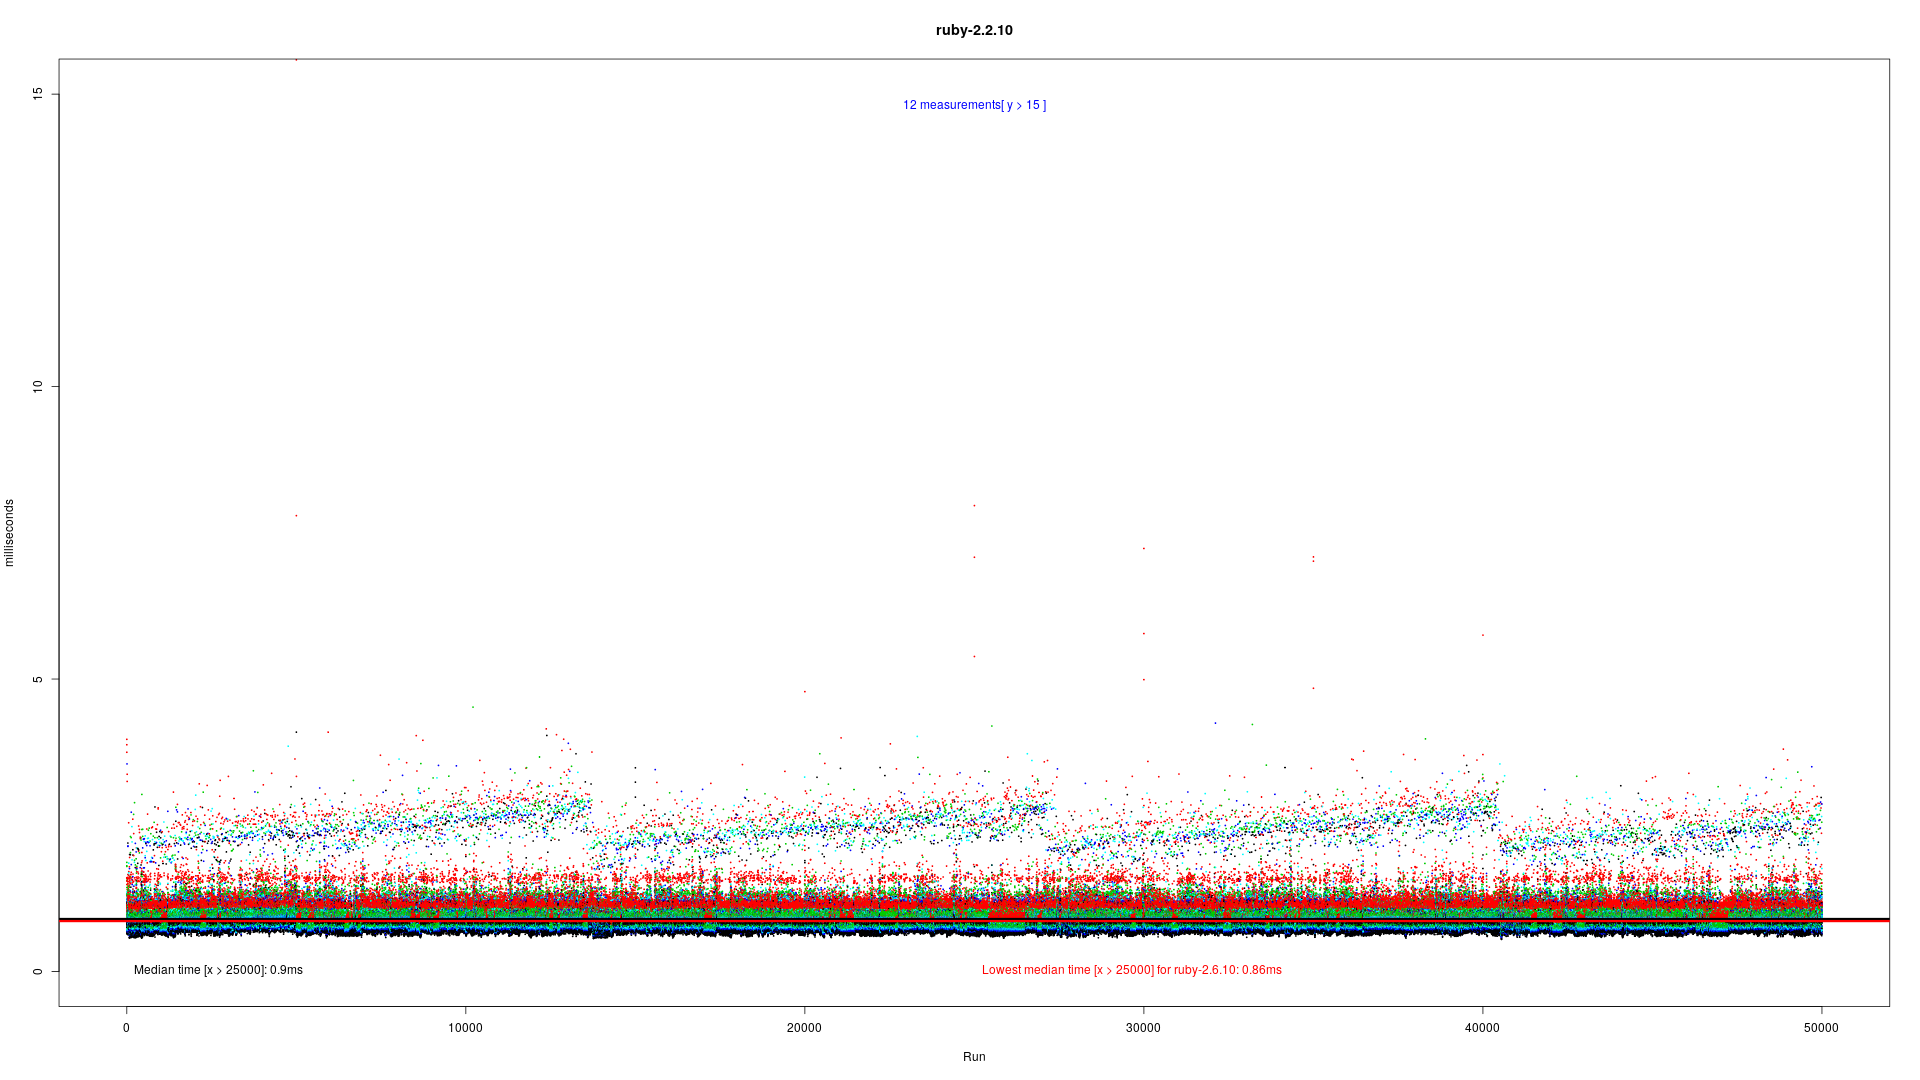 ruby-2.2.10
12 measurements[ y > 15 ]
15
10
5
0
milliseconds
Median time [x > 25000]: 0.9ms
Lowest median time [x > 25000] for ruby-2.6.10: 0.86ms
0 10000 20000 30000 40000 50000
Run